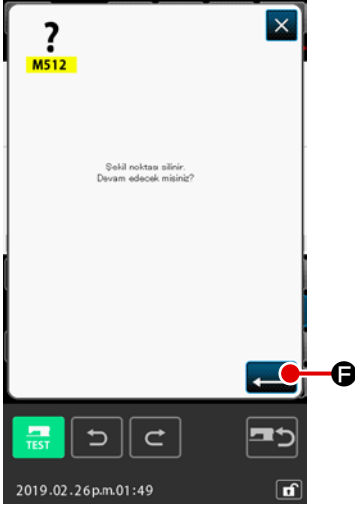 ?
M512
Şekil noktası silinir.
Devam edecek misiniz?
F
TEST
2019.02.26p.m.01:49